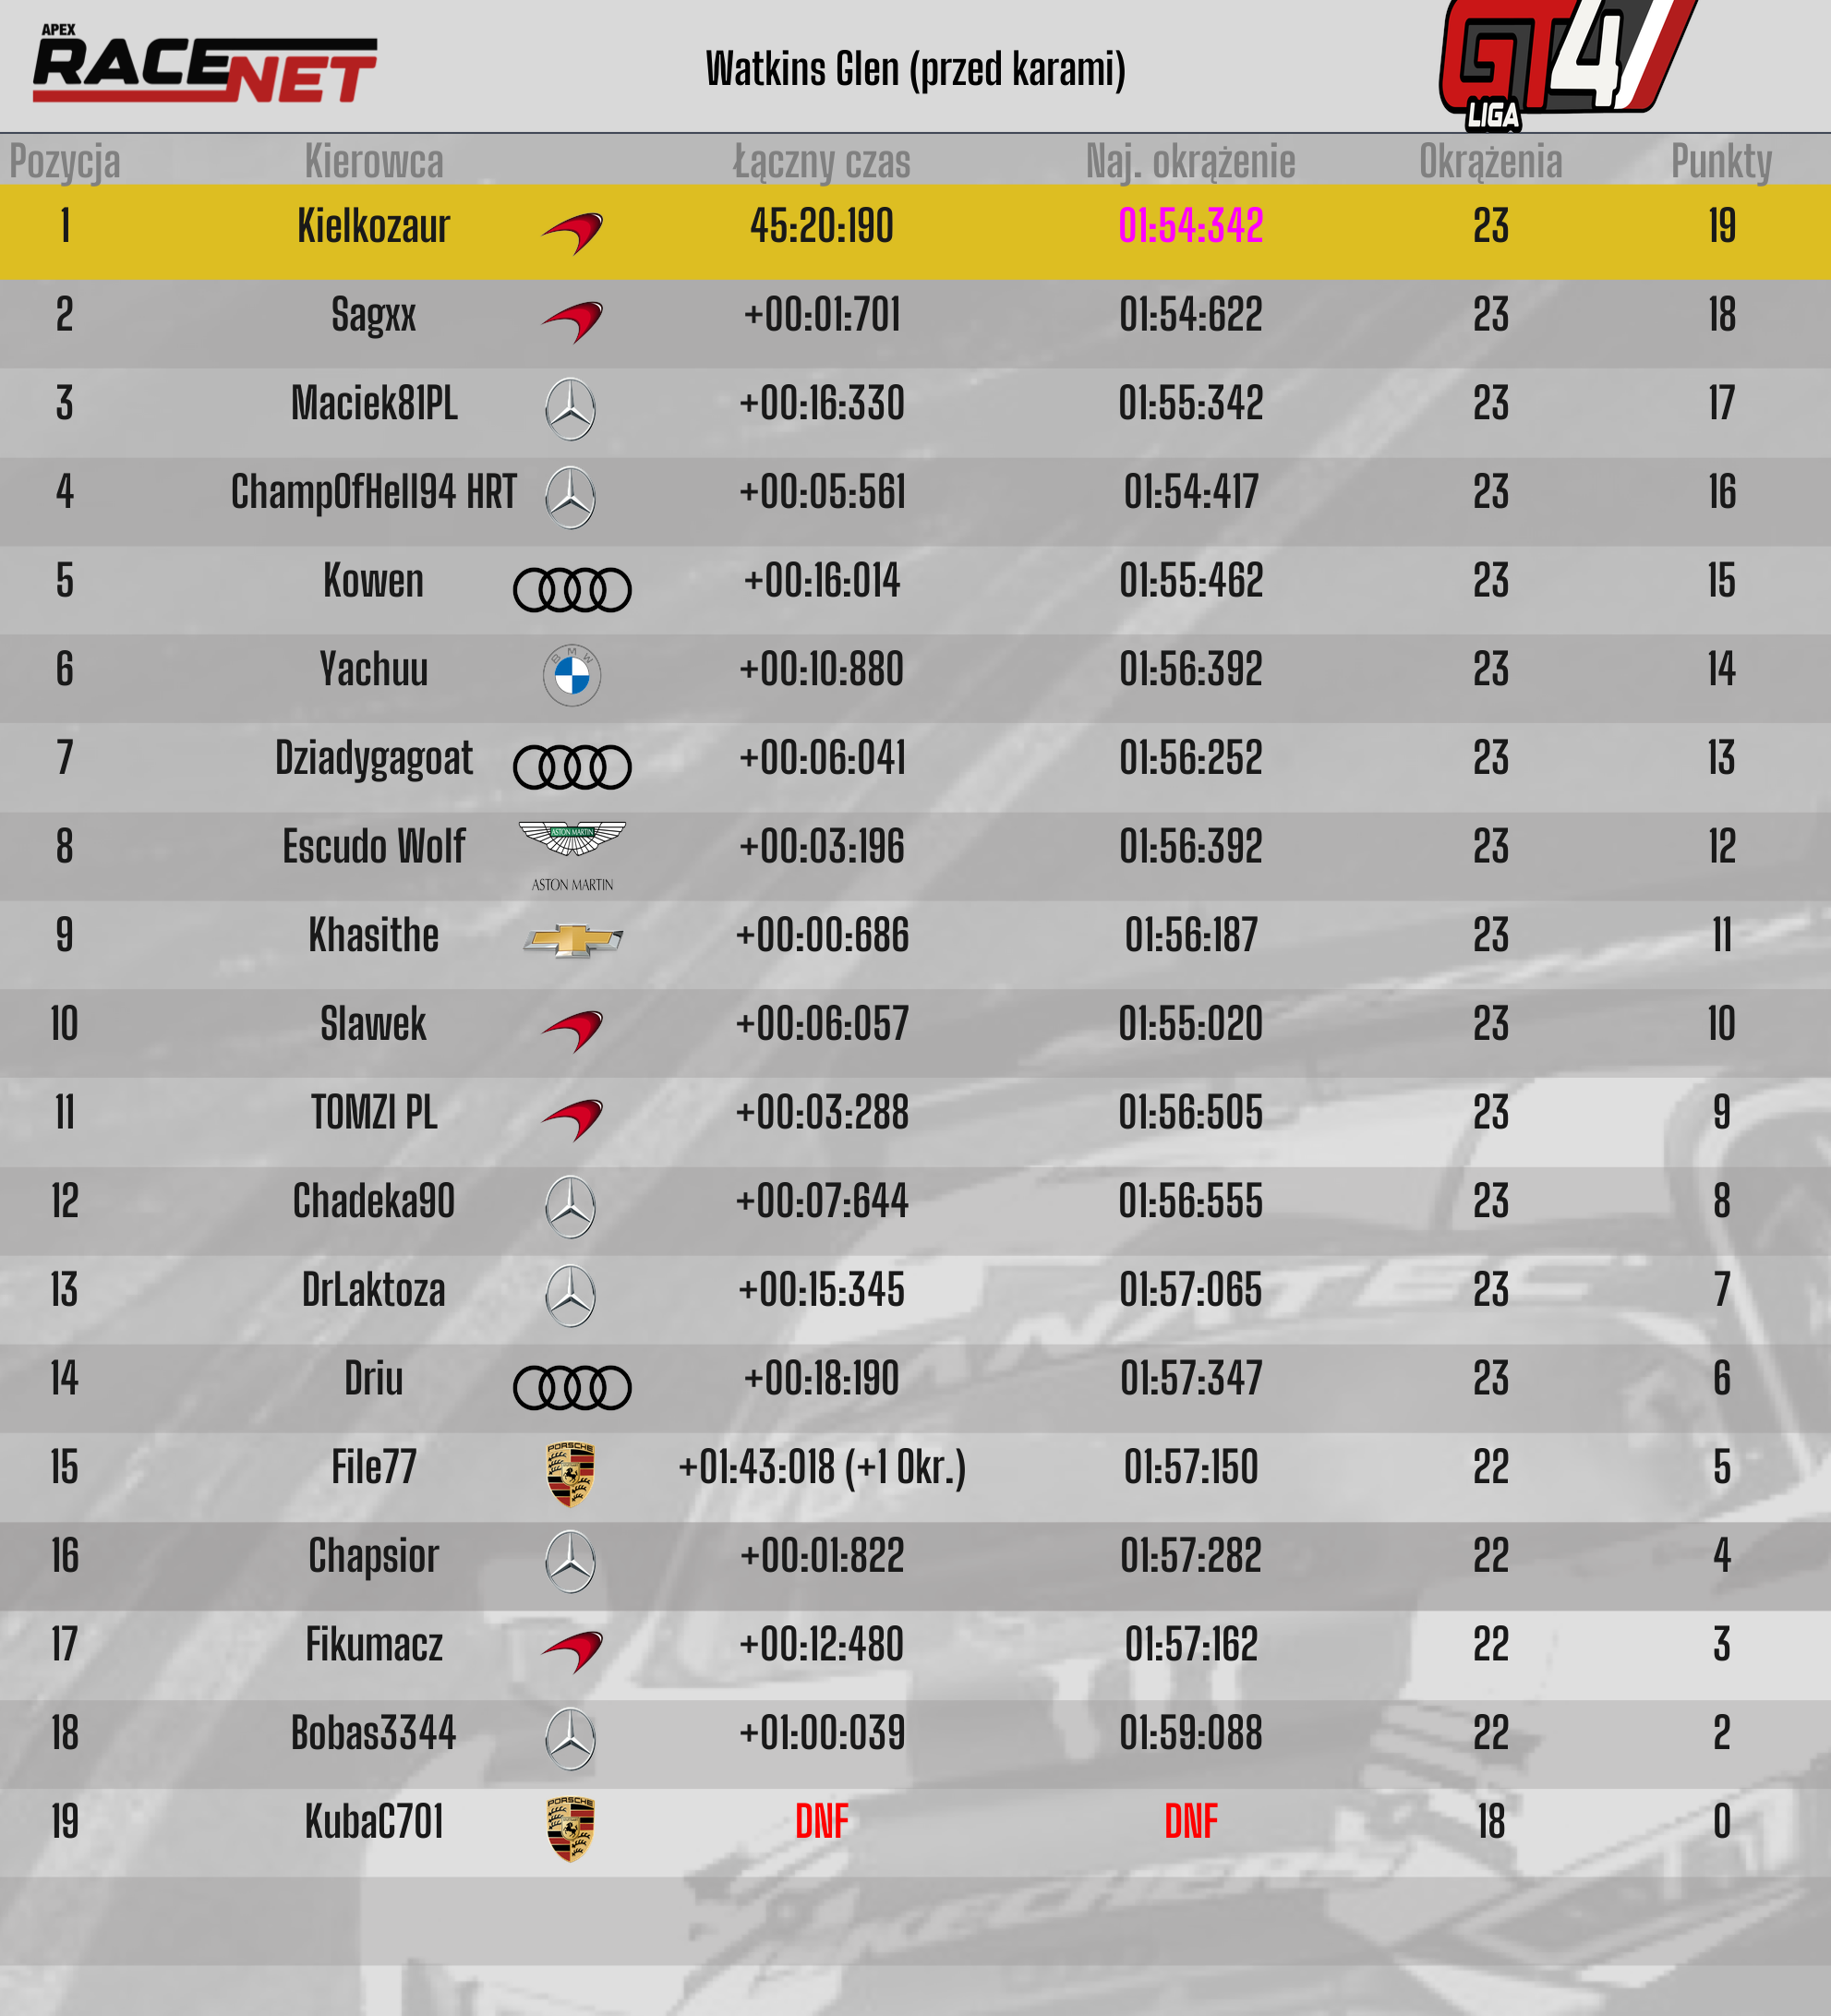 APEX
RACENET
Watkins Glen (przed karami)
GT4
LIGA
Pozycja Kierowca Łączny czas Naj. okrążenie Okrążenia Punkty
1 Kielkozaur 45:20:190 01:54:342 23 19
2 Sagxx +00:01:701 01:54:622 23 18
3 Maciek81PL +00:16:330 01:55:342 23 17
4 ChampOfHell94 HRT +00:05:561 01:54:417 23 16
5 Kowen +00:16:014 01:55:462 23 15
6 Yachuu BMW +00:10:880 01:56:392 23 14
7 Dziadygagoat +00:06:041 01:56:252 23 13
8 Escudo Wolf ASTON MARTIN +00:03:196 01:56:392 23 12
ASTON MARTIN
9 Khasithe +00:00:686 01:56:187 23 11
10 Slawek +00:06:057 01:55:020 23 10
11 TOMZI PL +00:03:288 01:56:505 23 9
12 Chadeka90 +00:07:644 01:56:555 23 8
13 DrLaktoza +00:15:345 01:57:065 23 7
14 Driu +00:18:190 01:57:347 23 6
15 File77 PORSCHE +01:43:018 (+1 Okr.) 01:57:150 22 5
16 Chapsior +00:01:822 01:57:282 22 4
17 Fikumacz +00:12:480 01:57:162 22 3
18 Bobas3344 +01:00:039 01:59:088 22 2
19 KubaC701 PORSCHE DNF DNF 18 0